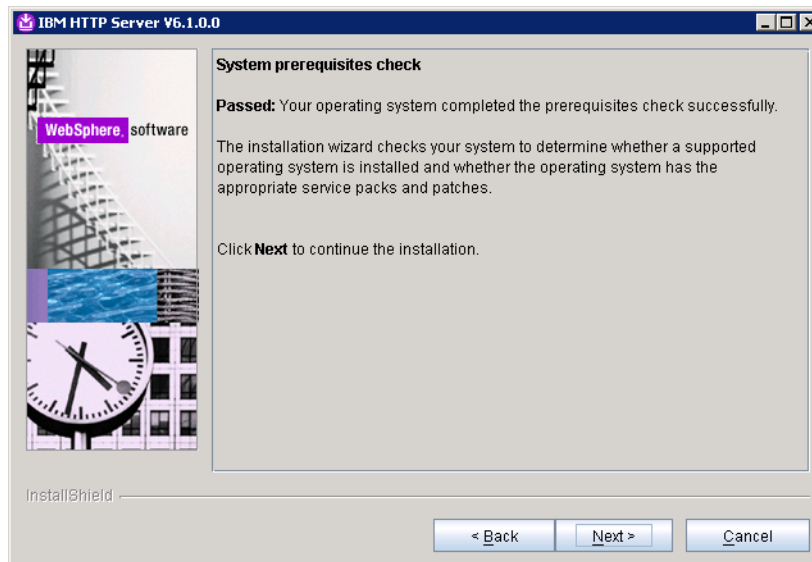 IBM HTTP Server V6.1.0.0
WebSphere. software
System prerequisites check
Passed: Your operating system completed the prerequisites check successfully.
The installation wizard checks your system to determine whether a supported
operating system is installed and whether the operating system has the
appropriate service packs and patches.
Click Next to continue the installation.
InstallShield
< Back
Next >
Cancel